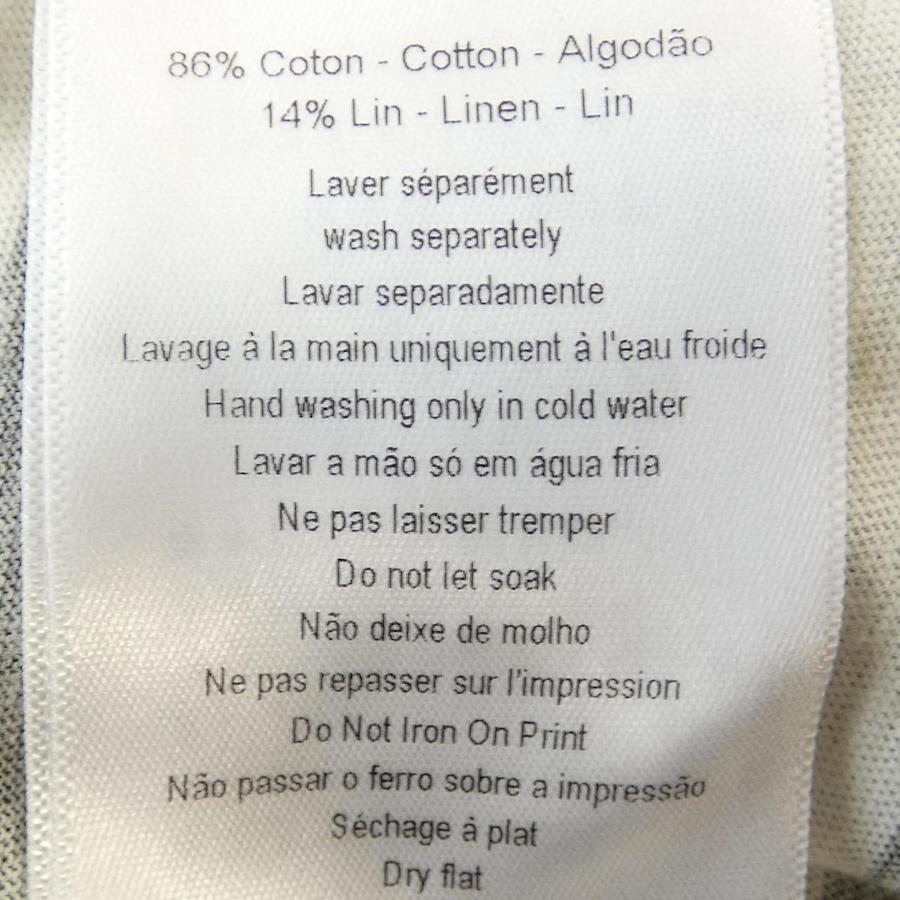 86% Coton - Cotton - Algodão
14% Lin - Linen - Lin
Laver séparément
wash separately
Lavar separadamente
Lavage à la main uniquement à l'eau froide
Hand washing only in cold water
Lavar a mão só em água fria
Ne pas laisser tremper
Do not let soak
Não deixe de molho
Ne pas repasser sur l'impression
Do Not Iron On Print
Não passar o ferro sobre a impressão
Séchage à plat
Dry flat